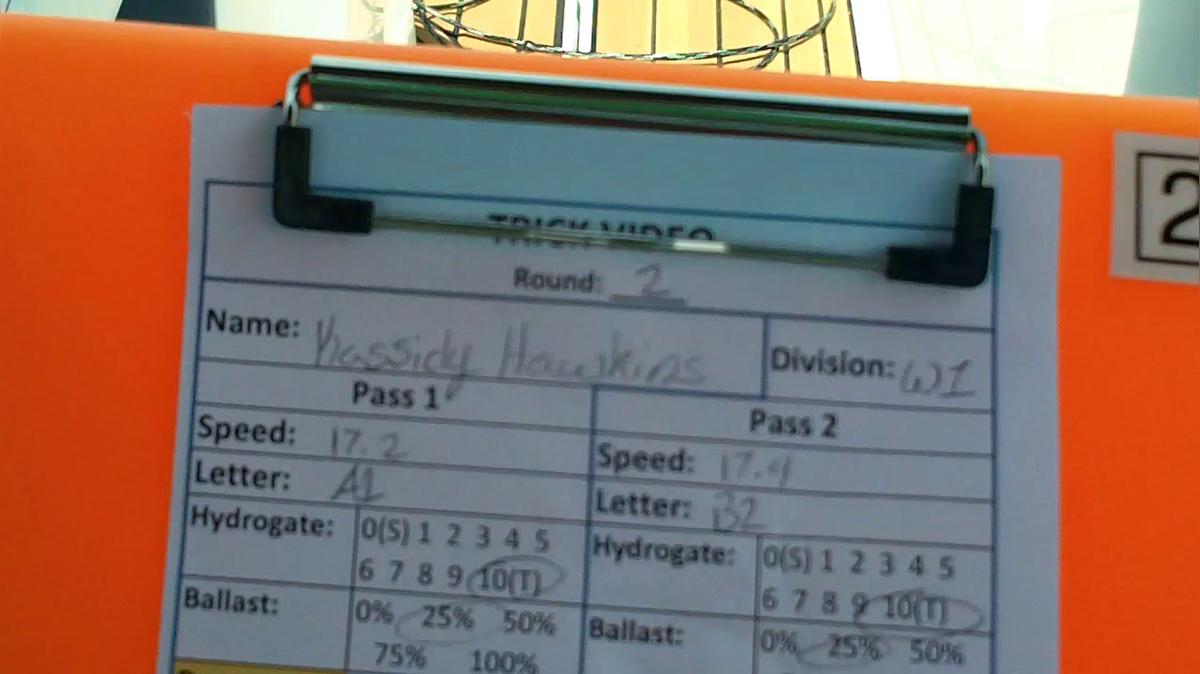 TRICK VIDEO
Round: 2
2
Name: Kassidy Hawkins
Division: W1
Pass 1
Pass 2
Speed: 17.2
Speed: 17.4
Letter: A1
Letter: B2
Hydrogate: 0(S) 1 2 3 4 5
6 7 8 9 10(T)
Hydrogate: 0(S) 1 2 3 4 5
6 7 8 9 10(T)
Ballast: 0% 25% 50%
75% 100%
Ballast: 0% 25% 50%